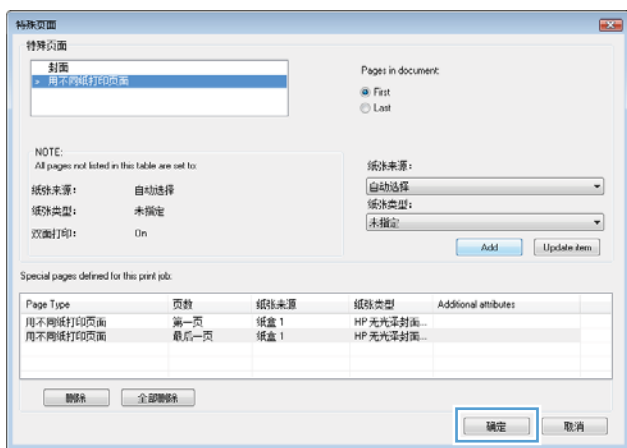 特殊页面
特殊页面
封面
用不同纸打印页面
Pages in document:
First
Last
NOTE:
All pages not listed in this table are set to:
纸张来源: 自动选择
纸张类型: 未指定
双面打印: On
纸张来源:
自动选择
纸张类型:
未指定
Add Update item
Special pages defined for this print job:
Page Type 页数 纸张来源 纸张类型 Additional attributes
用不同纸打印页面 第一页 纸盒 1 HP 无光泽封面...
用不同纸打印页面 最后一页 纸盒 1 HP 无光泽封面...
删除 全部删除
确定 取消